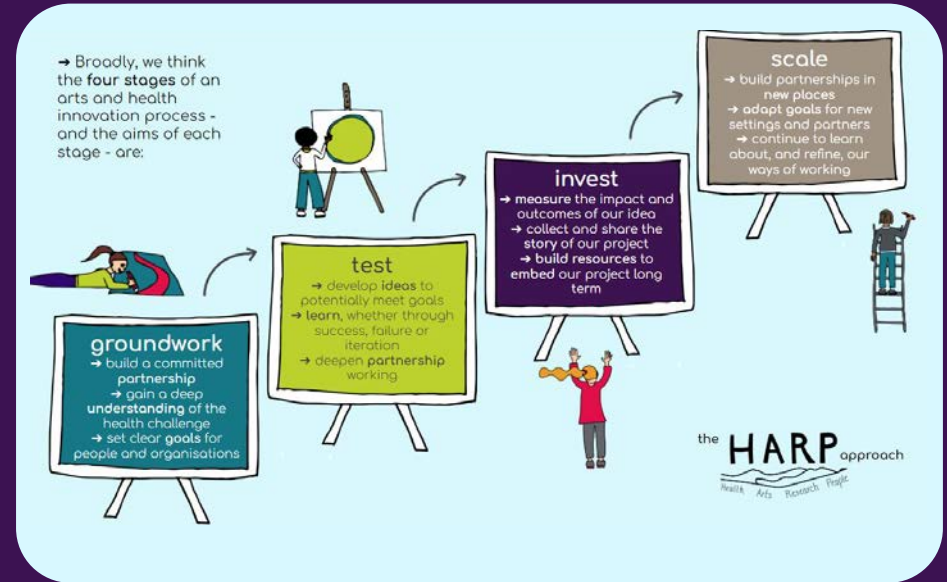 → Broadly, we think
the four stages of an
arts and health
innovation process -
and the aims of each
stage - are:
groundwork
→ build a committed
partnership
→ gain a deep
understanding of the
health challenge
→ set clear goals for
people and organisations
test
→ develop ideas to
potentially meet goals
→ learn, whether through
success, failure or
iteration
→ deepen partnership
working
invest
→ measure the impact and
outcomes of our idea
→ collect and share the
story of our project
→ build resources to
embed our project long
term
scale
→ build partnerships in
new places
→ adapt goals for new
settings and partners
→ continue to learn
about, and refine, our
ways of working
the HARP approach
Health Arts Research People